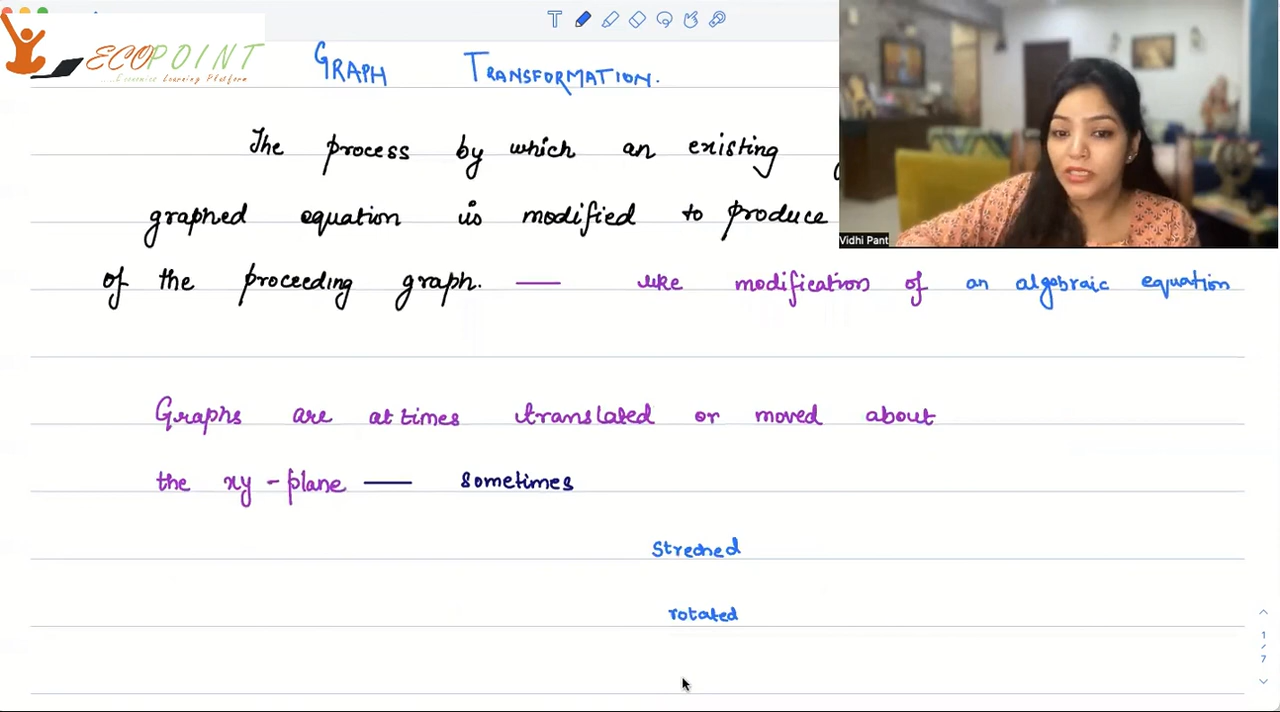 ECOPOINT
....Economics Learning Platform
GRAPH TRANSFORMATION.
The process by which an existing
graphed equation is modified to produce
of the proceeding graph. — like modification of an algebraic equation
Graphs are at times translated or moved about
the xy-plane — sometimes
Streched
rotated
Vidhi Pant
1/7